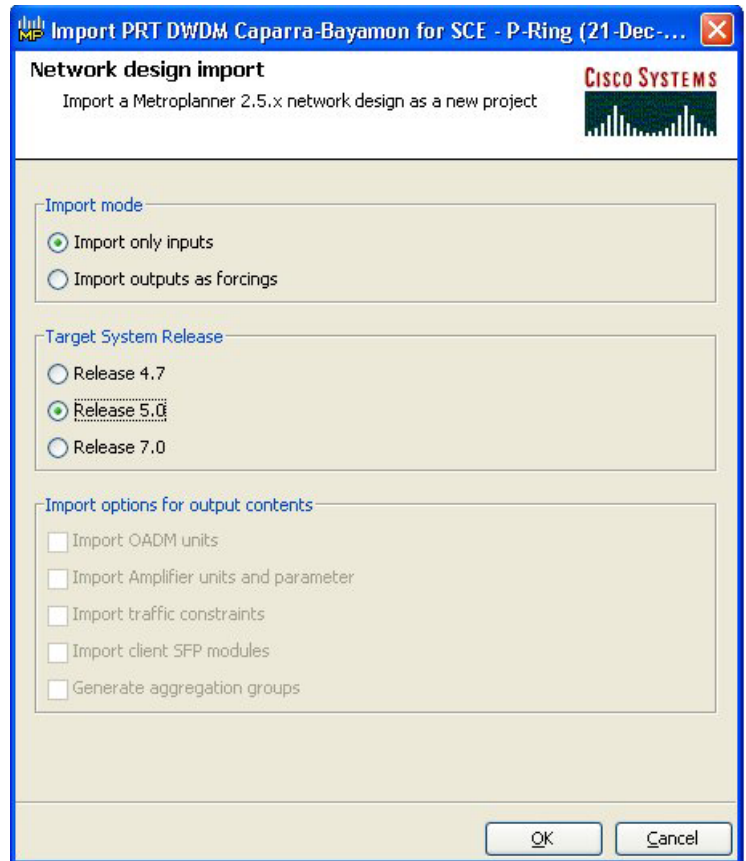 MP Import PRT DWDM Caparra-Bayamon for SCE - P-Ring (21-Dec-...
Network design import
Import a Metroplanner 2.5.x network design as a new project
CISCO SYSTEMS
Import mode
Import only inputs
Import outputs as forcings
Target System Release
Release 4.7
Release 5.0
Release 7.0
Import options for output contents
Import OADM units
Import Amplifier units and parameter
Import traffic constraints
Import client SFP modules
Generate aggregation groups
OK
Cancel